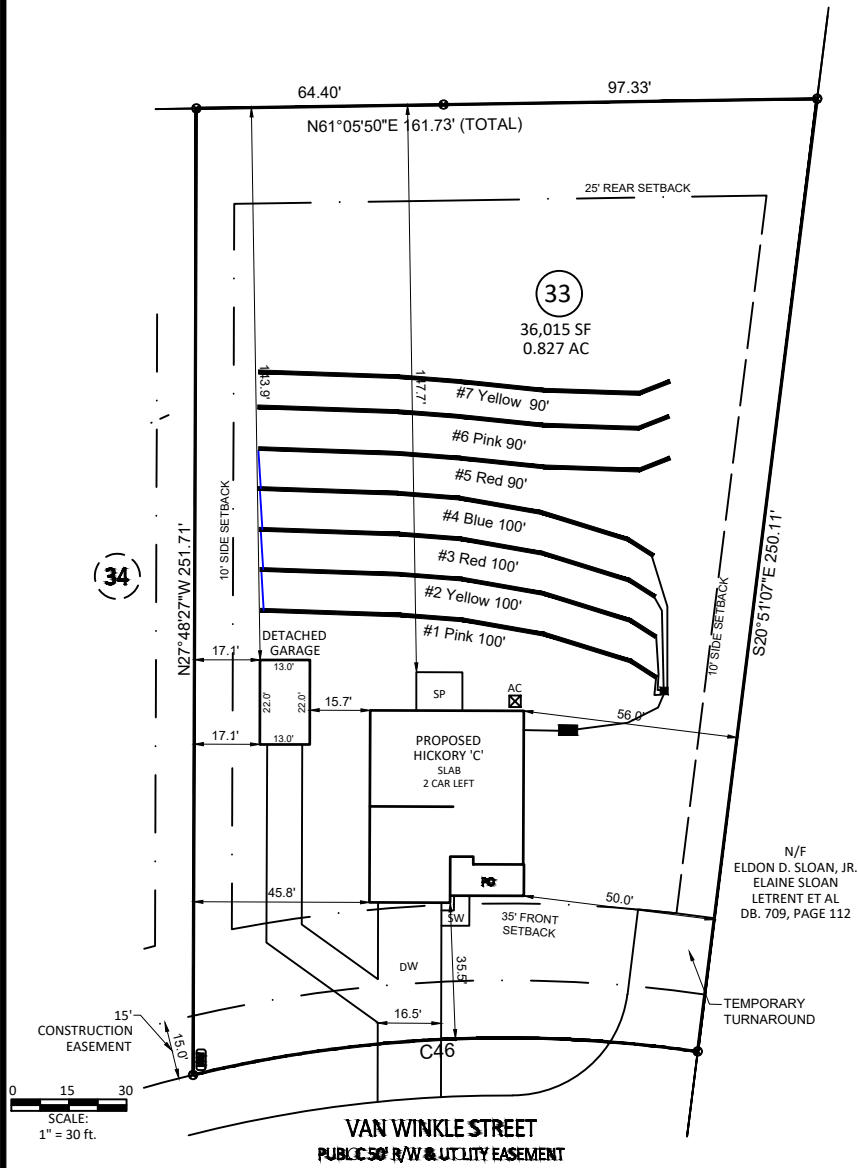 64.40'
97.33'
N61°05'50"E 161.73' (TOTAL)
25' REAR SETBACK
33
36,015 SF
0.827 AC
143.9'
147.7'
#7 Yellow 90'
#6 Pink 90'
#5 Red 90'
#4 Blue 100'
#3 Red 100'
#2 Yellow 100'
#1 Pink 100'
10' SIDE SETBACK
N27°48'27"W 251.71'
34
S20°51'07"E 250.11'
10' SIDE SETBACK
DETACHED
GARAGE
17.1'
13.0'
22.0'
22.0'
13.0'
17.1'
15.7'
SP
AC
56.0'
PROPOSED
HICKORY 'C'
SLAB
2 CAR LEFT
PO
N/F
ELDON D. SLOAN, JR.
ELAINE SLOAN
LETRENT ET AL
DB. 709, PAGE 112
45.8'
50.0'
SW
35' FRONT
SETBACK
DW
35.5'
16.5'
TEMPORARY
TURNAROUND
15'
CONSTRUCTION
EASEMENT
15.0'
C46
0 15 30
SCALE:
1" = 30 ft.
VAN WINKLE STREET
PUBLIC 50' R/W & UTILITY EASEMENT